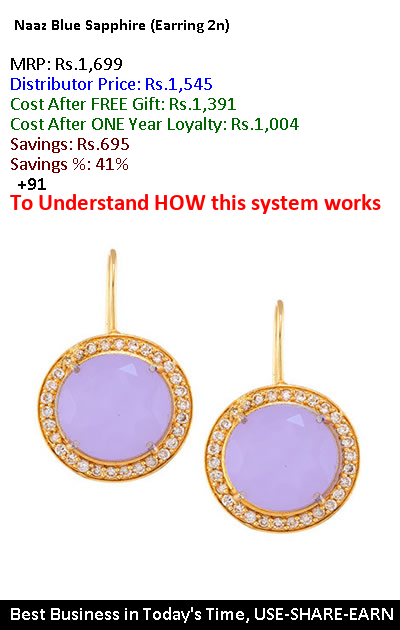 Naaz Blue Sapphire (Earring 2n)
MRP: Rs.1,699
Distributor Price: Rs.1,545
Cost After FREE Gift: Rs.1,391
Cost After ONE Year Loyalty: Rs.1,004
Savings: Rs.695
Savings %: 41%
+91
To Understand HOW this system works
Best Business in Today's Time, USE-SHARE-EARN